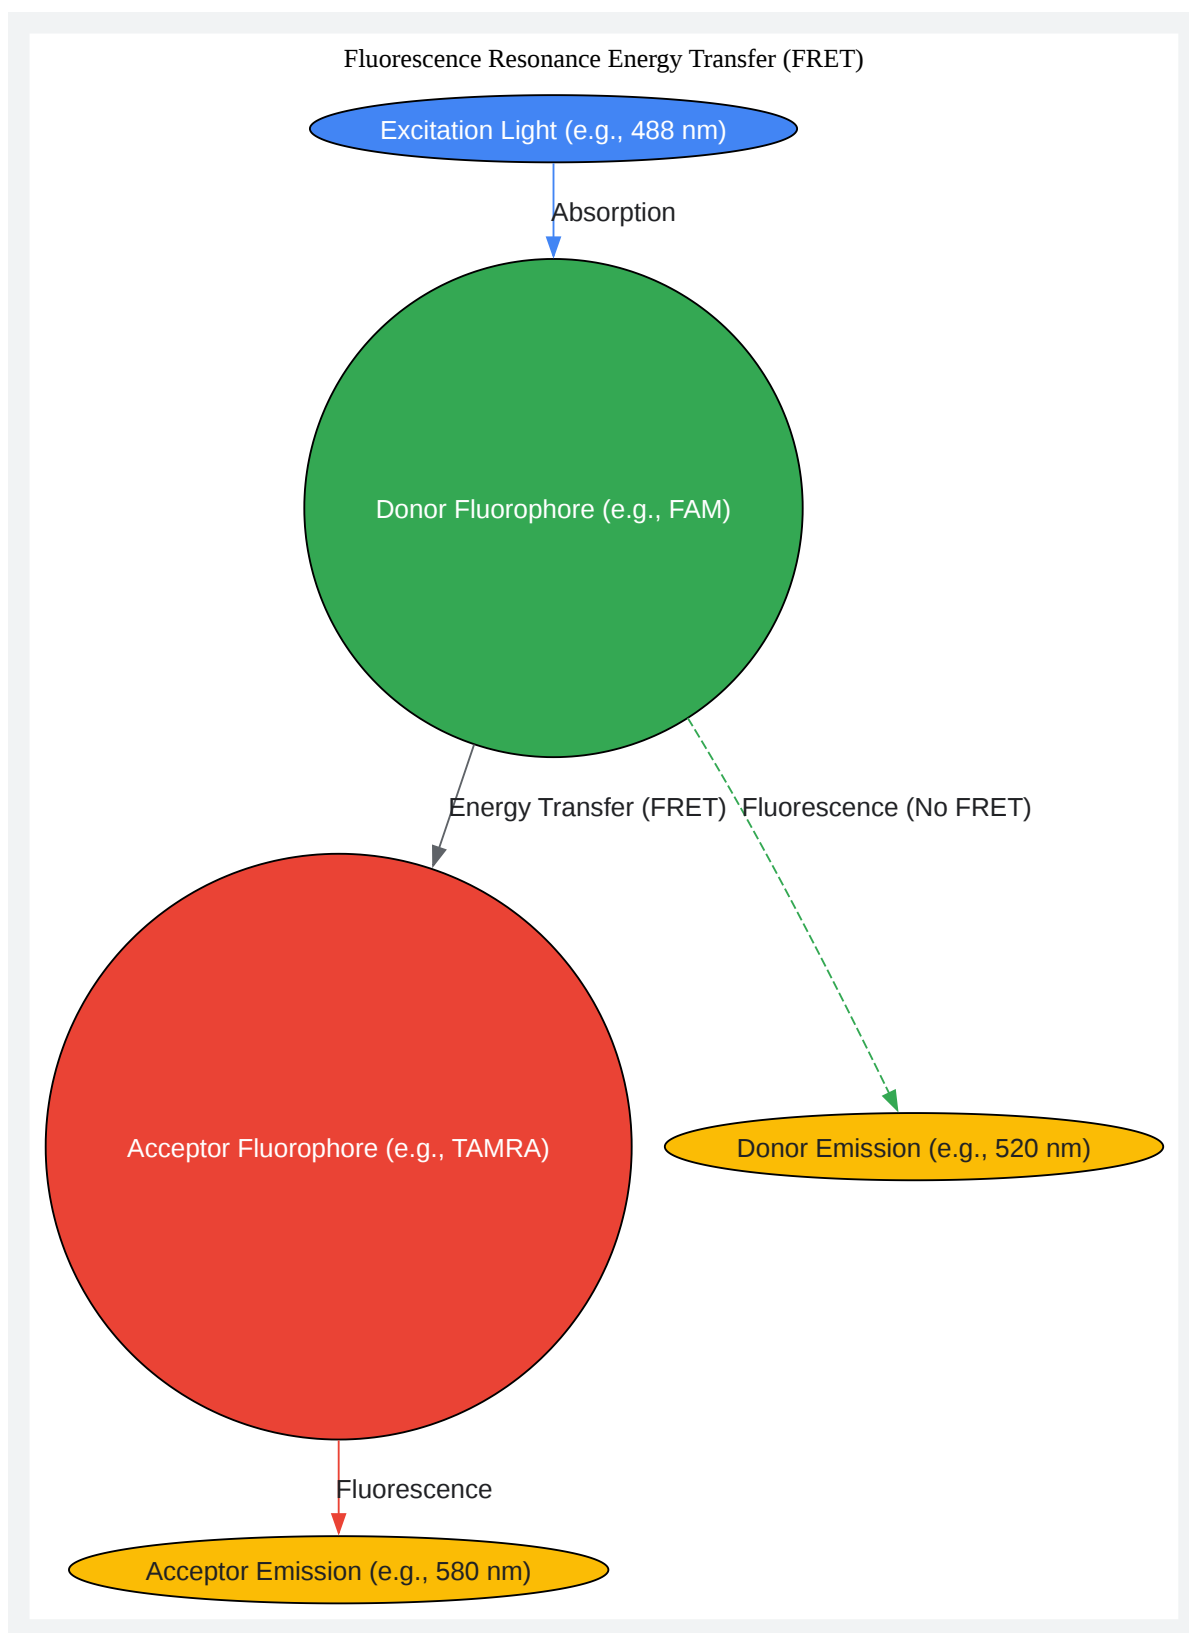 Fluorescence Resonance Energy Transfer (FRET)
Excitation Light (e.g., 488 nm)
Absorption
Donor Fluorophore (e.g., FAM)
Energy Transfer (FRET)
Fluorescence (No FRET)
Acceptor Fluorophore (e.g., TAMRA)
Donor Emission (e.g., 520 nm)
Fluorescence
Acceptor Emission (e.g., 580 nm)